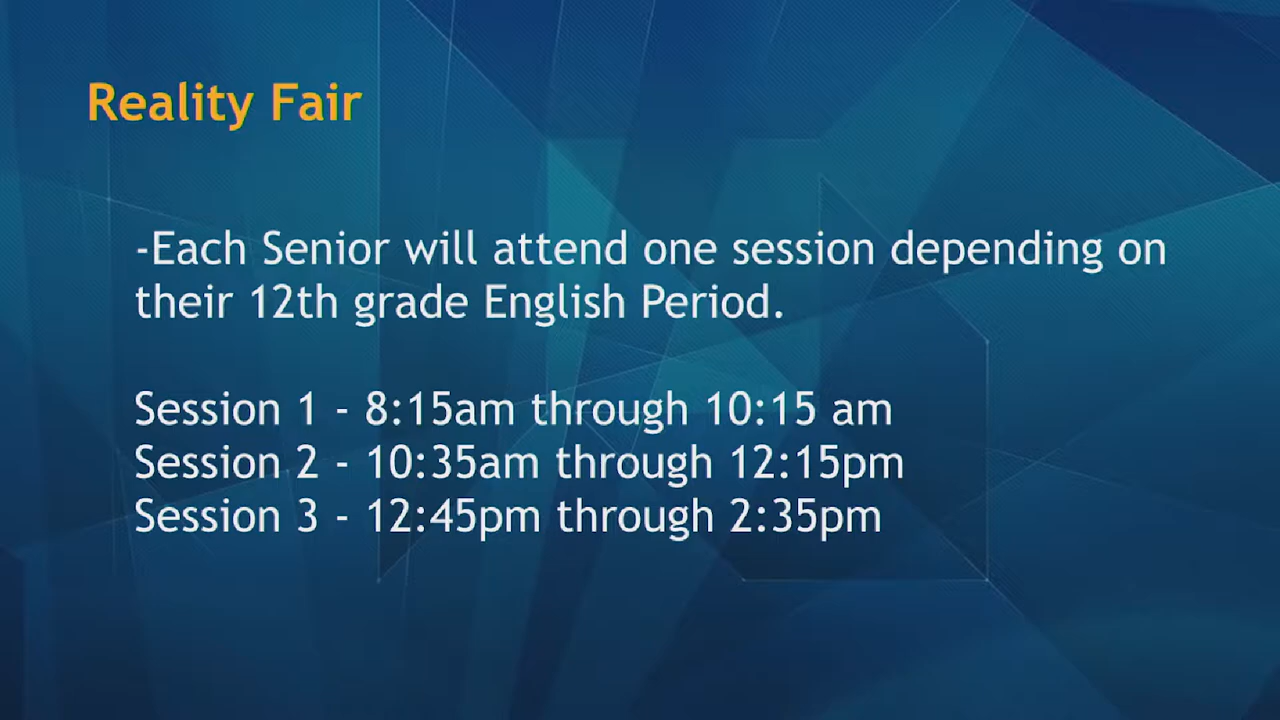 Reality Fair
-Each Senior will attend one session depending on
their 12th grade English Period.
Session 1 - 8:15am through 10:15 am
Session 2 - 10:35am through 12:15pm
Session 3 - 12:45pm through 2:35pm